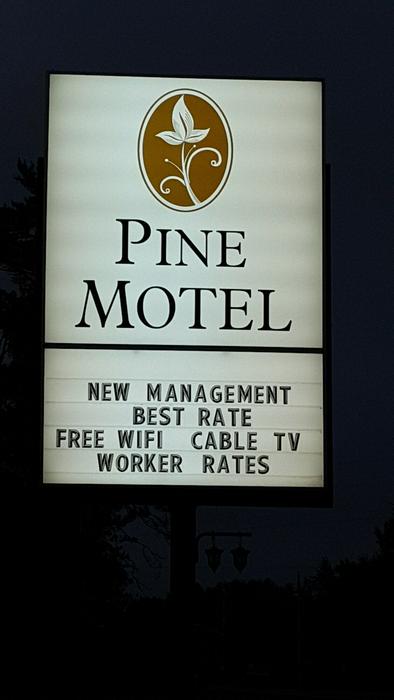 PINE
MOTEL
NEW MANAGEMENT
BEST RATE
FREE WIFI CABLE TV
WORKER RATES